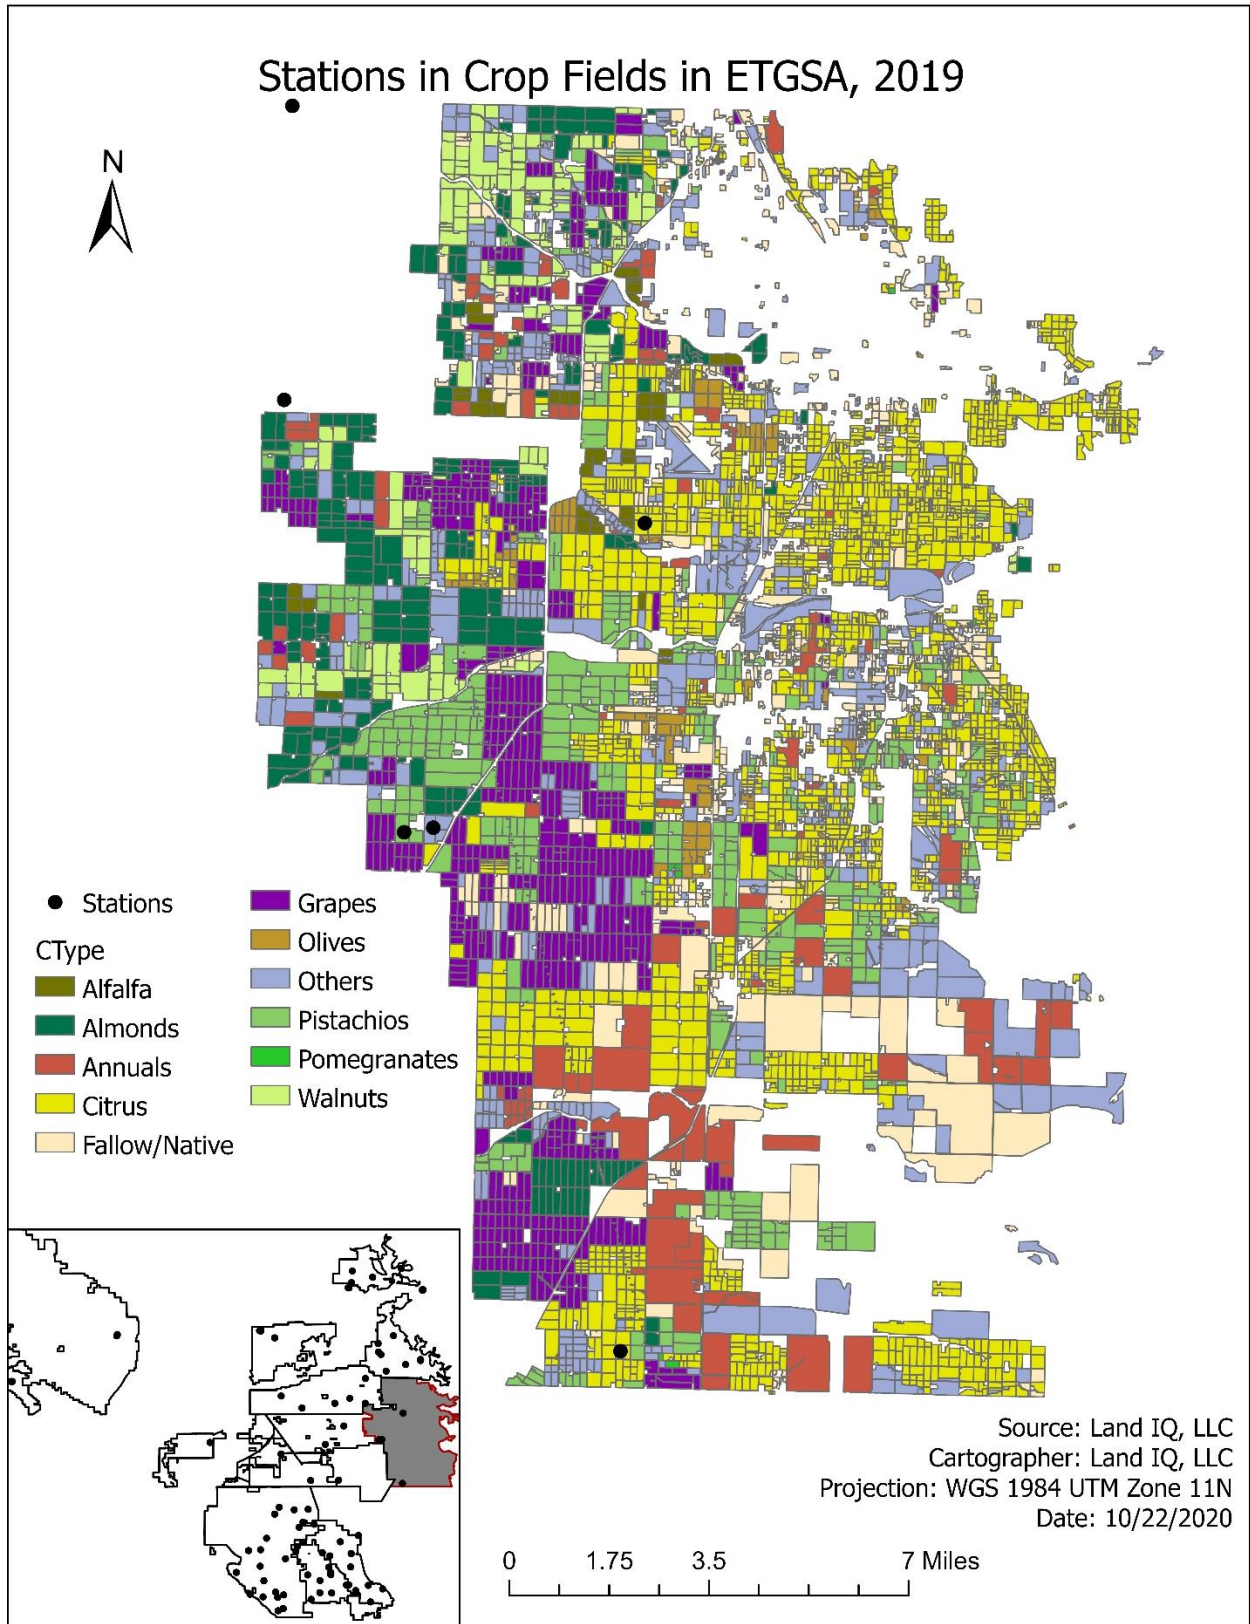 Stations in Crop Fields in ETGSA, 2019
N
Stations
CType
Alfalfa
Almonds
Annuals
Citrus
Fallow/Native
Grapes
Olives
Others
Pistachios
Pomegranates
Walnuts
Source: Land IQ, LLC
Cartographer: Land IQ, LLC
Projection: WGS 1984 UTM Zone 11N
Date: 10/22/2020
0 1.75 3.5 7 Miles